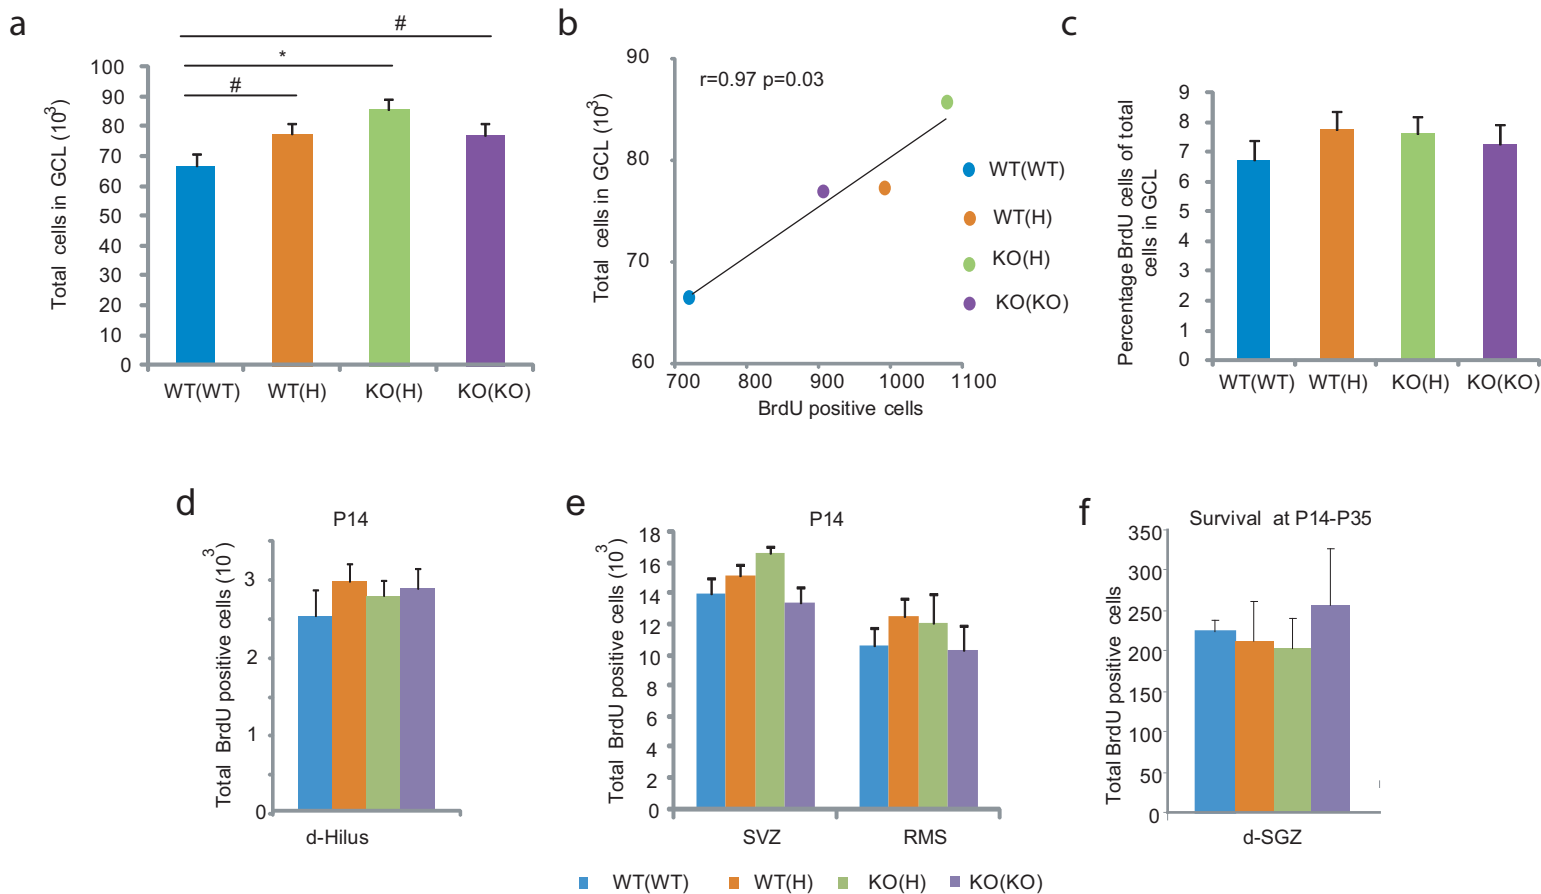 a
#
*
#
Total cells in GCL (10³)
100
90
80
70
60
50
40
30
20
10
0
WT(WT) WT(H) KO(H) KO(KO)
b
r=0.97 p=0.03
Total cells in GCL (10³)
90
80
70
60
700 800 900 1000 1100
BrdU positive cells
WT(WT)
WT(H)
KO(H)
KO(KO)
c
Percentage BrdU cells of total
cells in GCL
9
8
7
6
5
4
3
2
1
0
WT(WT) WT(H) KO(H) KO(KO)
d
P14
Total BrdU positive cells (10³)
3
2
1
0
d-Hilus
e
P14
Total BrdU positive cells (10³)
18
16
14
12
10
8
6
4
2
0
SVZ RMS
f
Survival at P14-P35
Total BrdU positive cells
350
300
250
200
150
100
50
0
d-SGZ
WT(WT) WT(H) KO(H) KO(KO)